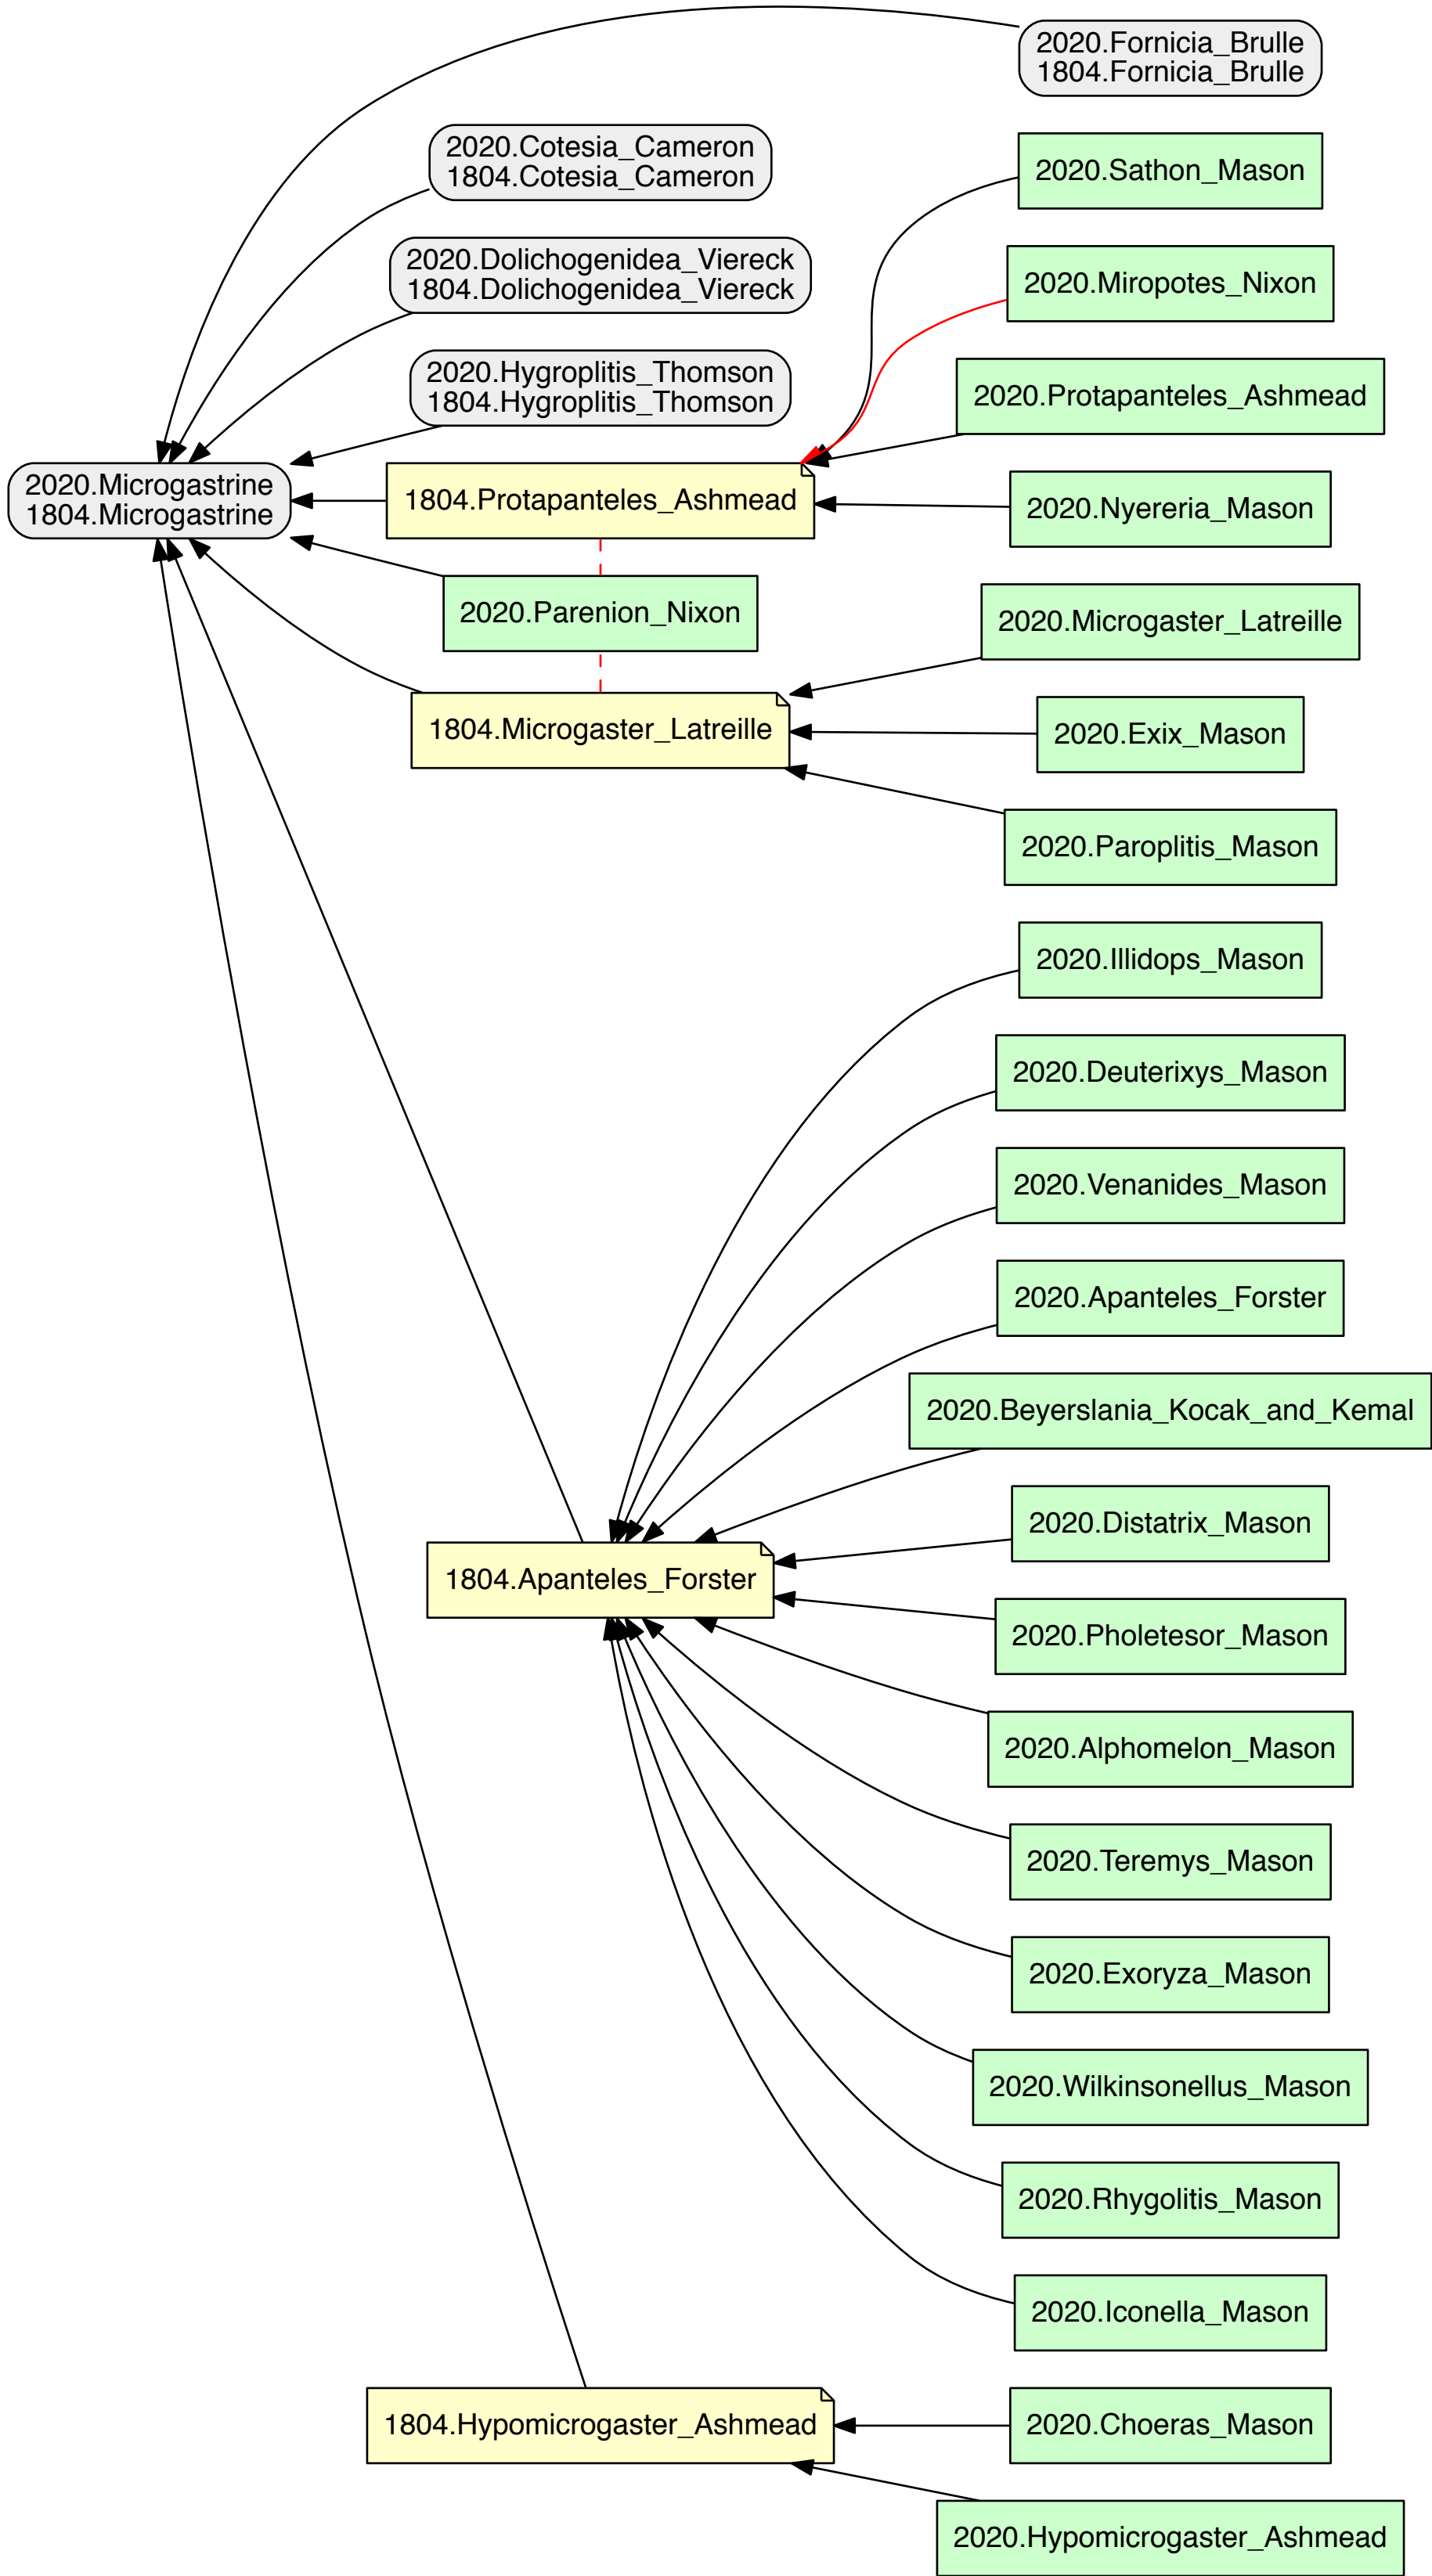 2020.Fornicia_Brulle
1804.Fornicia_Brulle
2020.Cotesia_Cameron
1804.Cotesia_Cameron
2020.Sathon_Mason
2020.Dolichogenidea_Viereck
1804.Dolichogenidea_Viereck
2020.Miropotes_Nixon
2020.Hygroplitis_Thomson
1804.Hygroplitis_Thomson
2020.Protapanteles_Ashmead
2020.Microgastrine
1804.Microgastrine
1804.Protapanteles_Ashmead
2020.Nyereria_Mason
2020.Parenion_Nixon
2020.Microgaster_Latreille
1804.Microgaster_Latreille
2020.Exix_Mason
2020.Paroplitis_Mason
2020.Illidops_Mason
2020.Deuterixys_Mason
2020.Venanides_Mason
2020.Apanteles_Forster
2020.Beyerslania_Kocak_and_Kemal
2020.Distatrix_Mason
1804.Apanteles_Forster
2020.Pholetesor_Mason
2020.Alphomelon_Mason
2020.Teremys_Mason
2020.Exoryza_Mason
2020.Wilkinsonellus_Mason
2020.Rhygolitis_Mason
2020.Iconella_Mason
1804.Hypomicrogaster_Ashmead
2020.Choeras_Mason
2020.Hypomicrogaster_Ashmead